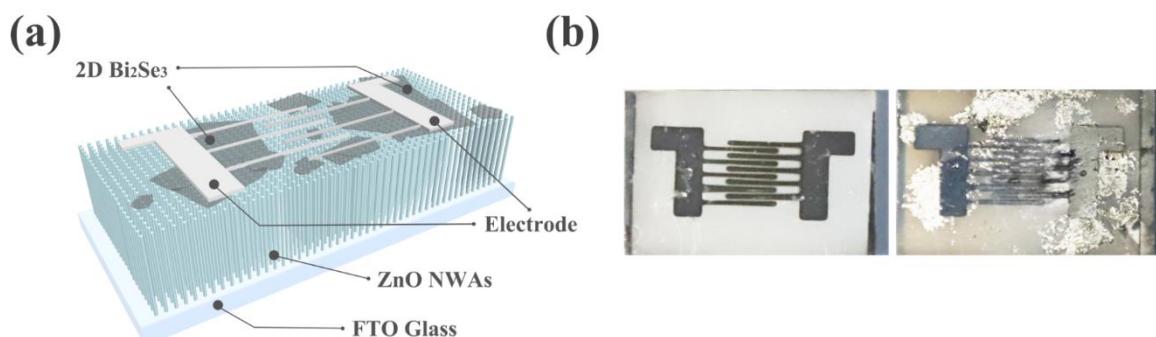 (a)
2D Bi₂Se₃
Electrode
ZnO NWAs
FTO Glass
(b)